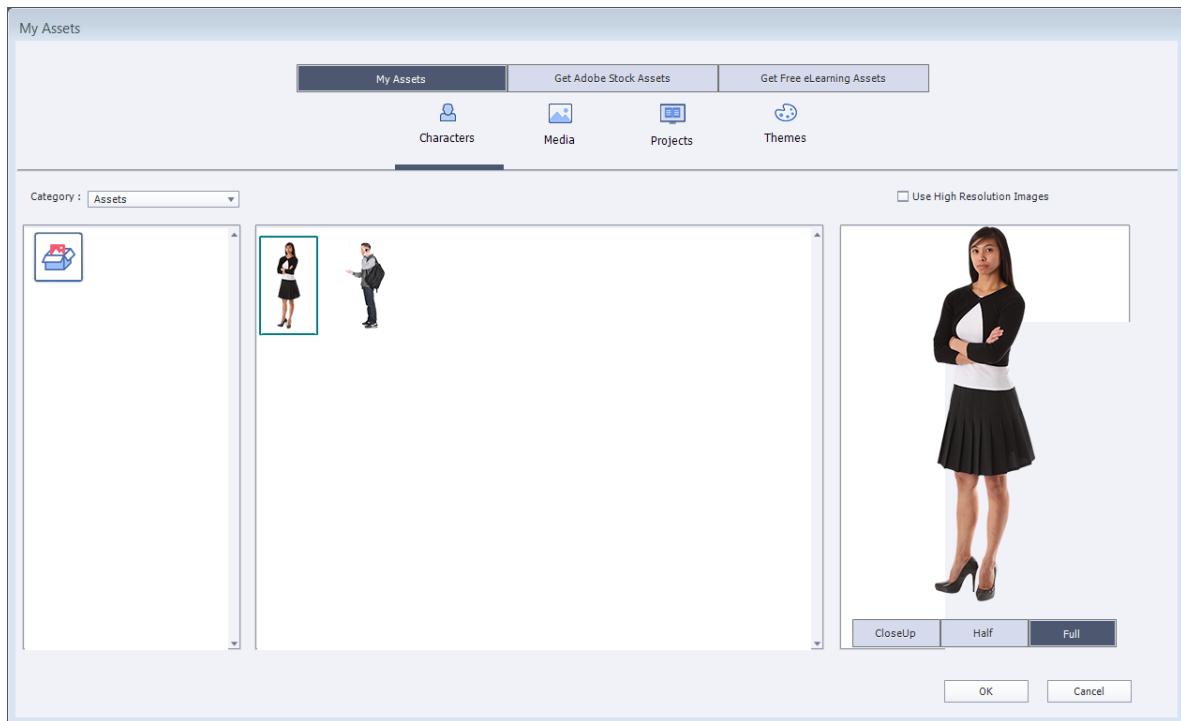 My Assets
My Assets Get Adobe Stock Assets Get Free eLearning Assets
Characters Media Projects Themes
Category : Assets Use High Resolution Images
CloseUp Half Full
OK Cancel